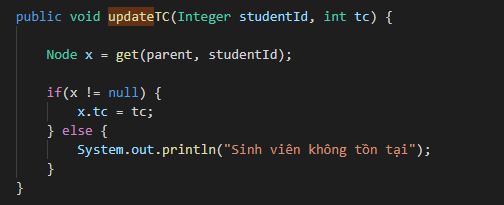 public void updateTC(Integer studentId, int tc) {
Node x = get(parent, studentId);
if(x != null) {
x.tc = tc;
} else {
System.out.println("Sinh viên không tồn tại");
}
}